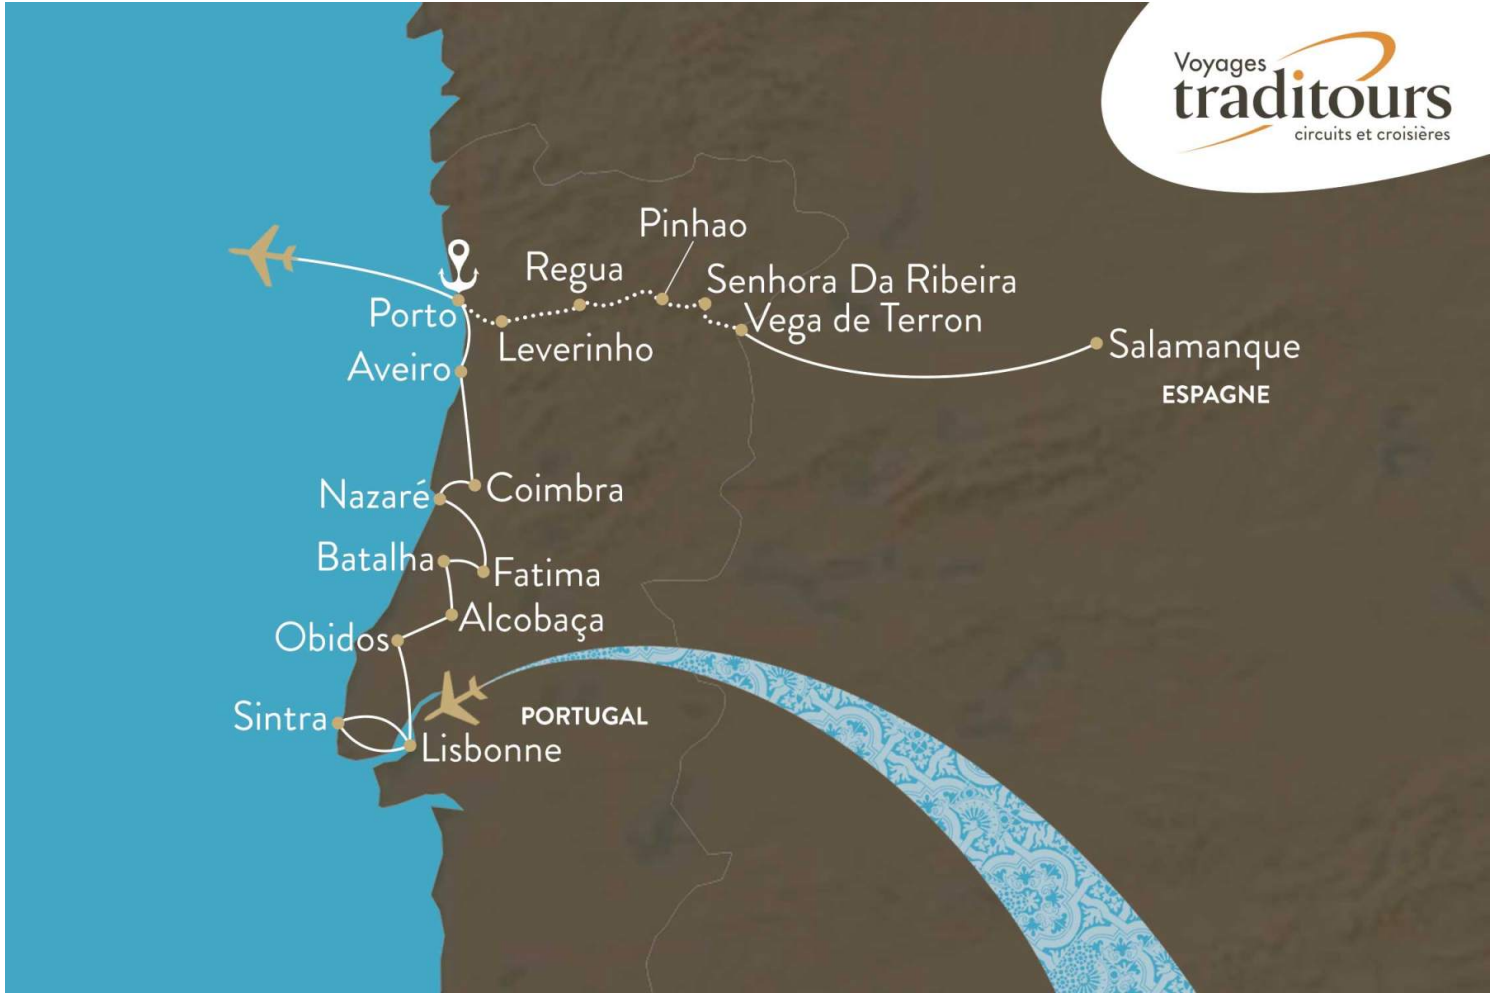 Voyages
traditours
circuits et croisières
Pinhao
Regua
Senhora Da Ribeira
Porto
Vega de Terron
Leverinho
Salamanque
Aveiro
ESPAGNE
Nazaré
Coimbra
Batalha
Fatima
Alcobaça
Obidos
Sintra
PORTUGAL
Lisbonne